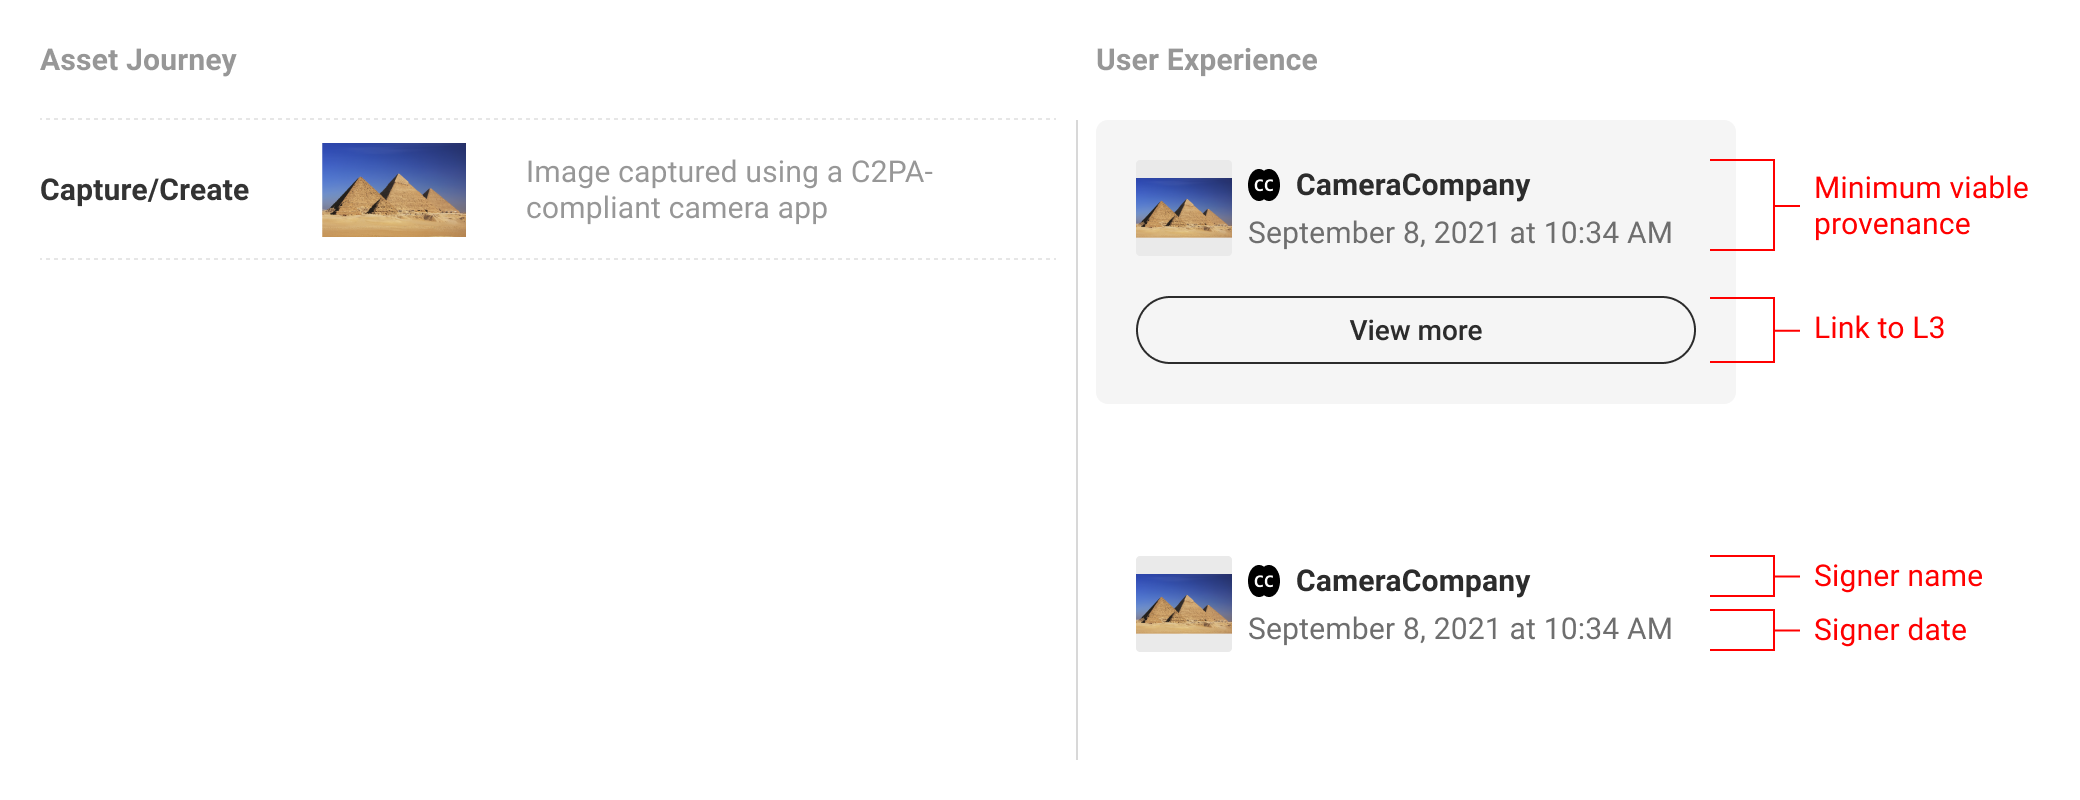 Asset Journey
User Experience
Capture/Create
Image captured using a C2PA-
compliant camera app
CC CameraCompany
September 8, 2021 at 10:34 AM
Minimum viable
provenance
View more
Link to L3
CC CameraCompany
September 8, 2021 at 10:34 AM
Signer name
Signer date